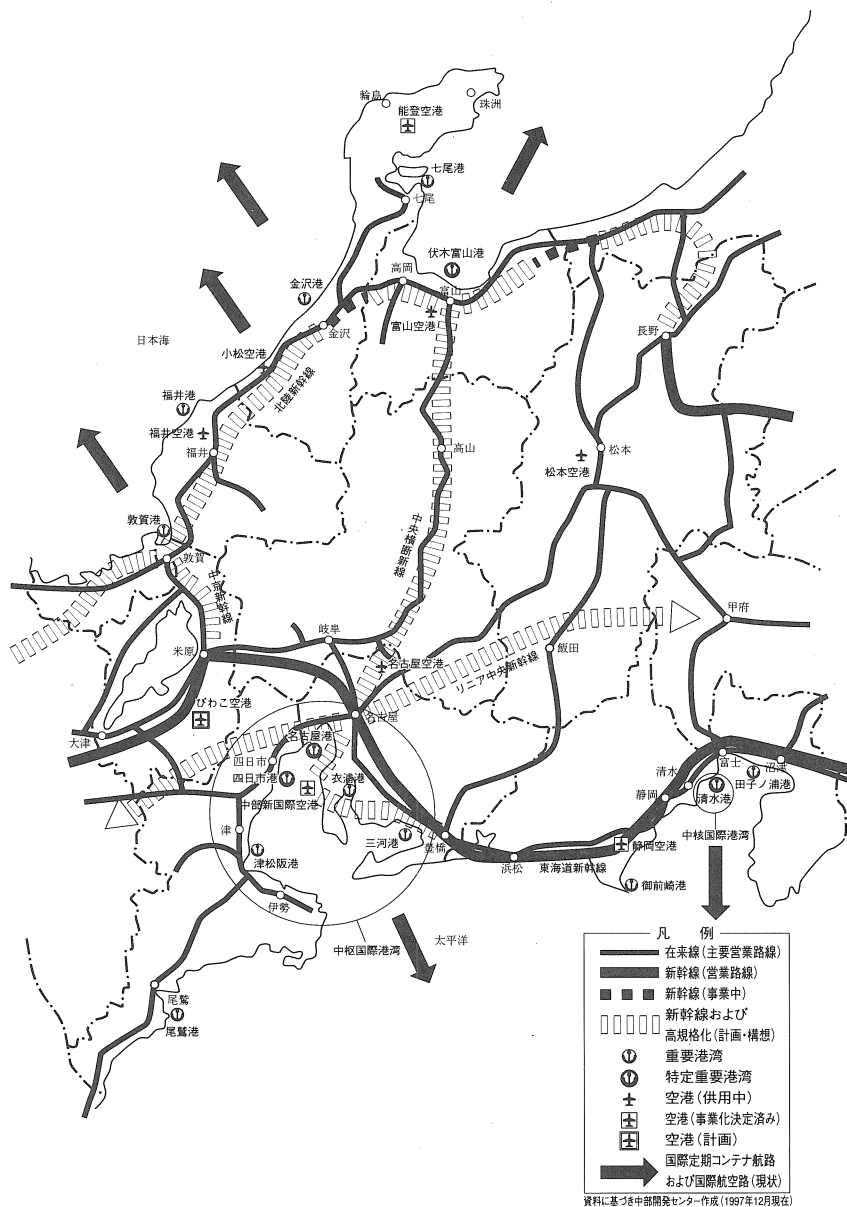 輪島
珠洲
能登空港
七尾港
七尾
伏木富山港
高岡
富山
金沢港
金沢
富山空港
日本海
小松空港
長野
北陸新幹線
福井港
福井空港
福井
高山
松本
松本空港
中央横断新線
敦賀港
敦賀
中京新幹線
甲府
岐阜
米原
名古屋空港
飯田
リニア中央新幹線
びわこ空港
名古屋
大津
名古屋港
四日市
四日市港
衣浦港
中部新国際空港
清水
富士
沼津
田子ノ浦港
静岡
清水港
津
三河港
豊橋
中核国際港湾
静岡空港
津松阪港
浜松
東海道新幹線
御前崎港
伊勢
中枢国際港湾
太平洋
尾鷲
尾鷲港
凡 例
在来線(主要営業路線)
新幹線(営業路線)
新幹線(事業中)
新幹線および
高規格化(計画・構想)
重要港湾
特定重要港湾
空港(供用中)
空港(事業化決定済み)
空港(計画)
国際定期コンテナ航路
および国際航空路(現状)
資料に基づき中部開発センター作成(1997年12月現在)